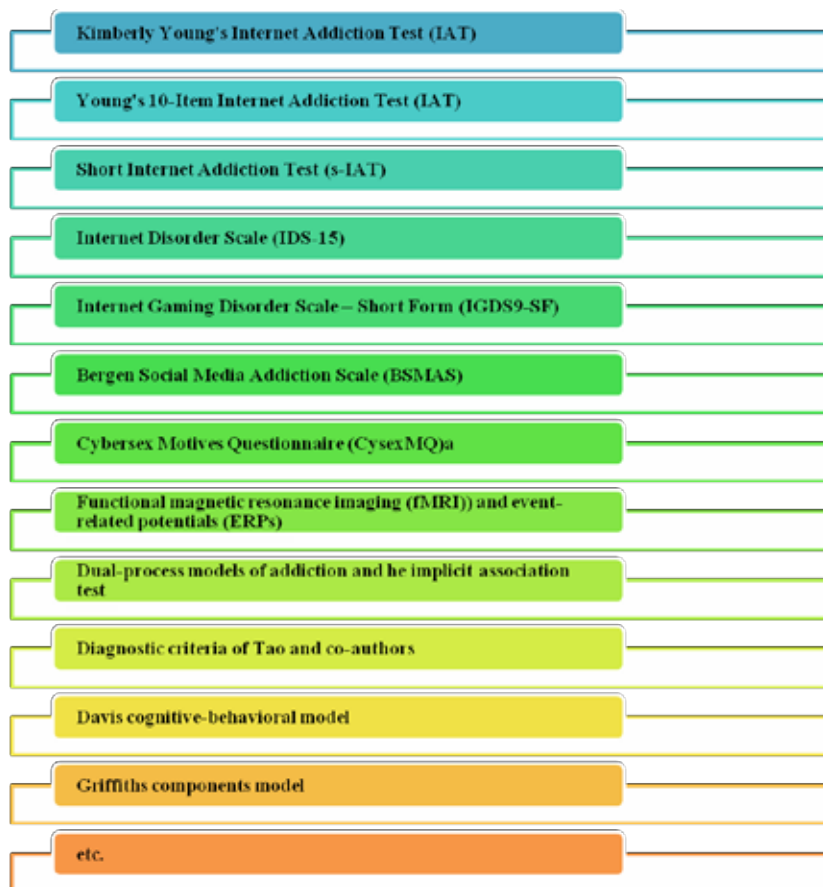 Kimberly Young's Internet Addiction Test (IAT)
Young's 10-Item Internet Addiction Test (IAT)
Short Internet Addiction Test (s-IAT)
Internet Disorder Scale (IDS-15)
Internet Gaming Disorder Scale – Short Form (IGDS9-SF)
Bergen Social Media Addiction Scale (BSMAS)
Cybersex Motives Questionnaire (CysexMQ)a
Functional magnetic resonance imaging (fMRI)) and event-
related potentials (ERPs)
Dual-process models of addiction and he implicit association
test
Diagnostic criteria of Tao and co-authors
Davis cognitive-behavioral model
Griffiths components model
etc.